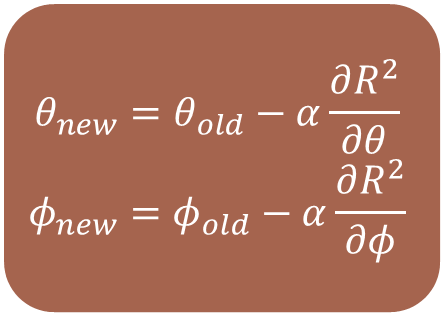 θ_new = θ_old − α ∂R²/∂θ
ϕ_new = ϕ_old − α ∂R²/∂ϕ